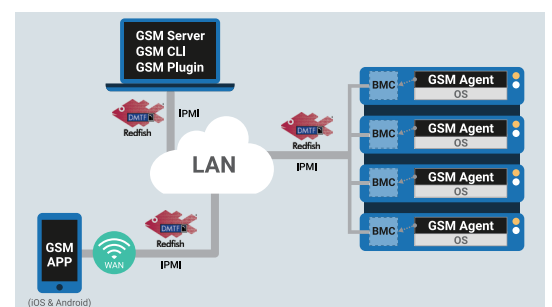 GSM Server
GSM CLI
GSM Plugin
DMTF
Redfish
IPMI
LAN
DMTF
Redfish
IPMI
BMC
GSM Agent
OS
BMC
GSM Agent
OS
BMC
GSM Agent
OS
BMC
GSM Agent
OS
GSM
APP
WAN
DMTF
Redfish
IPMI
(iOS & Android)